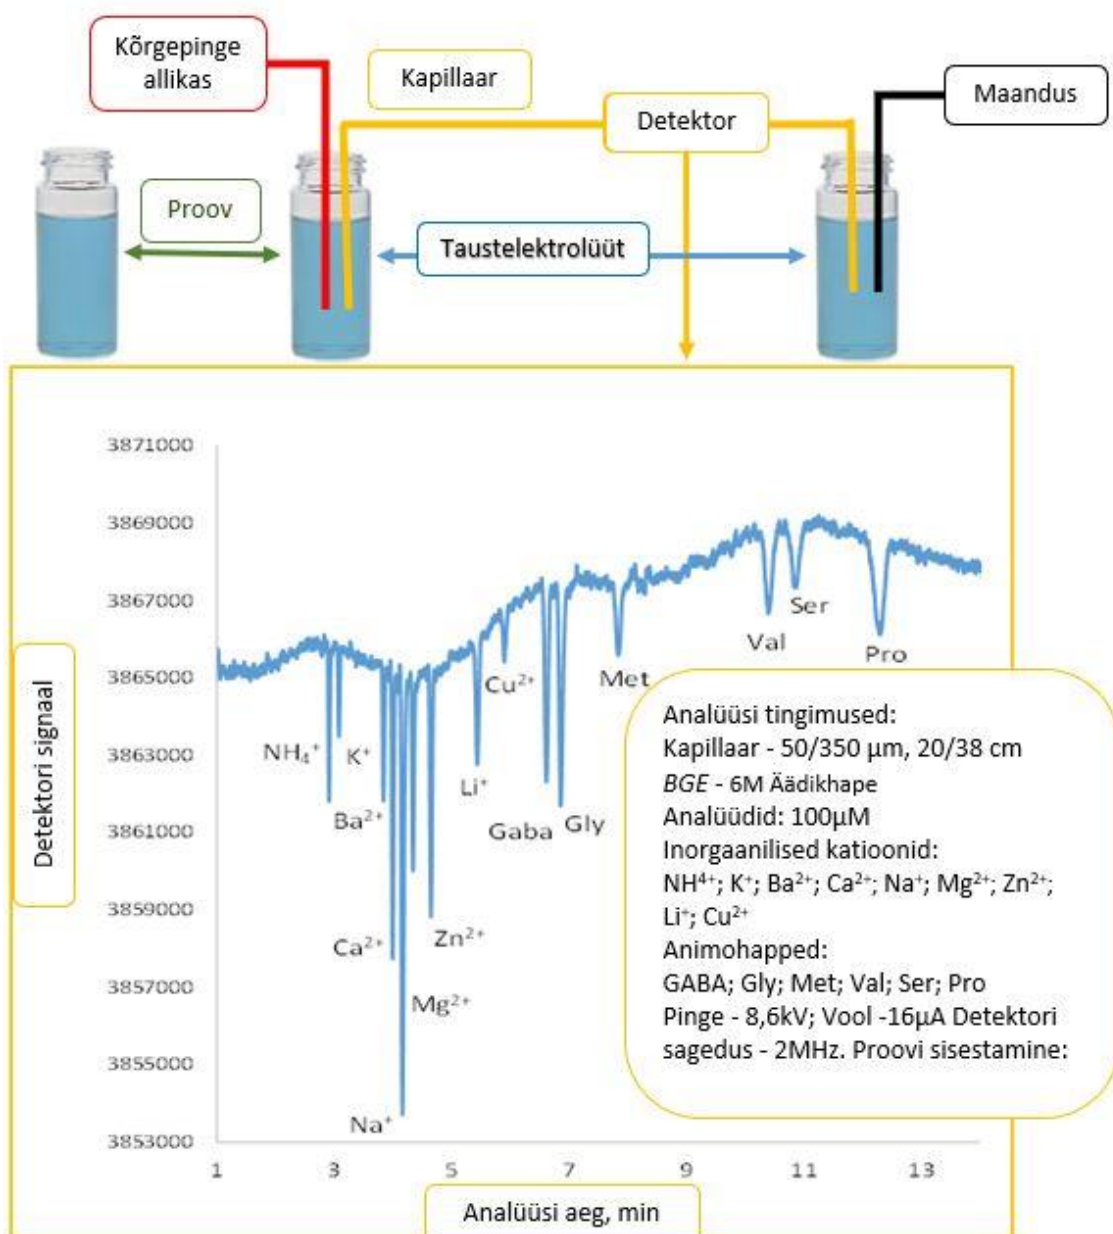 Kõrgepinge
allikas
Kapillaar
Detektor
Maandus
Proov
Taustelektrolüüt
3871000
3869000
3867000
3865000
3863000
3861000
3859000
3857000
3855000
3853000
Detektori signaal
NH₄⁺
K⁺
Ba²⁺
Ca²⁺
Na⁺
Mg²⁺
Zn²⁺
Li⁺
Cu²⁺
Gaba
Gly
Met
Val
Ser
Pro
1 3 5 7 9 11 13
Analüüsi aeg, min
Analüüsi tingimused:
Kapillaar - 50/350 µm, 20/38 cm
BGE - 6M Äädikhape
Analüüdid: 100µM
Inorgaanilised katioonid:
NH⁴⁺; K⁺; Ba²⁺; Ca²⁺; Na⁺; Mg²⁺; Zn²⁺;
Li⁺; Cu²⁺
Animohapped:
GABA; Gly; Met; Val; Ser; Pro
Pinge - 8,6kV; Vool -16µA Detektori
sagedus - 2MHz. Proovi sisestamine: